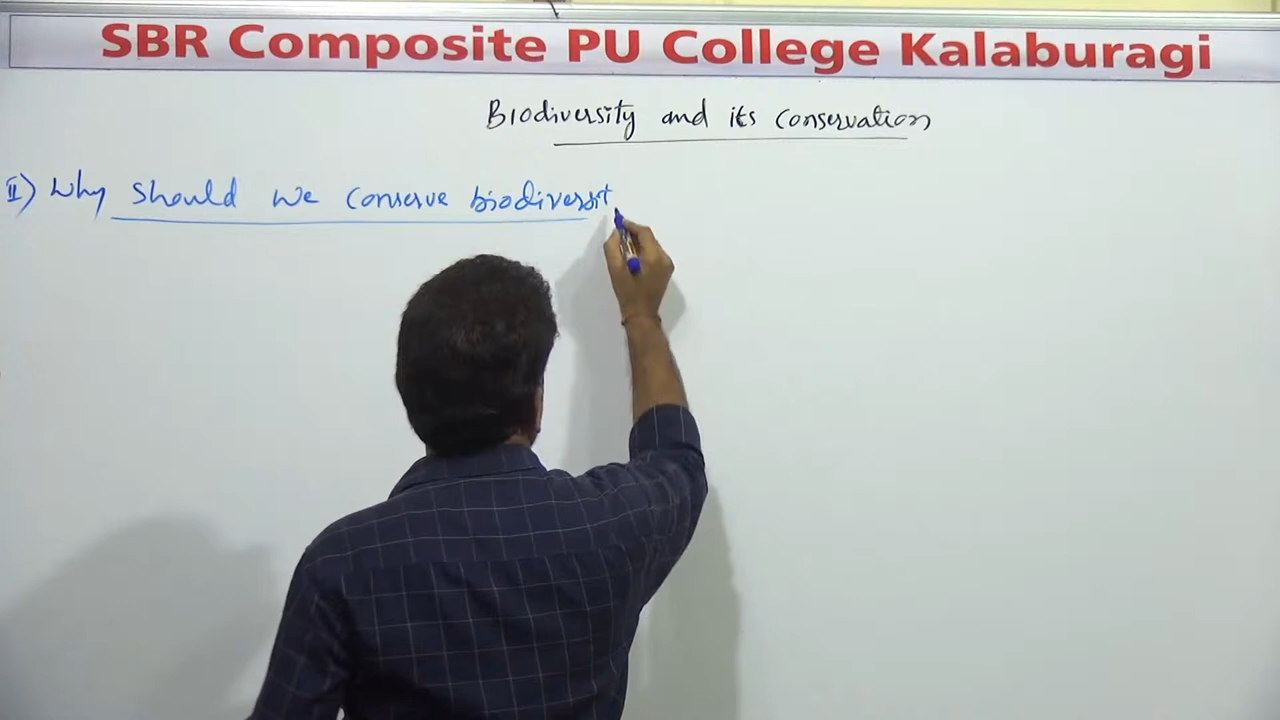 SBR Composite PU College Kalaburagi
Biodiversity and its conservation
II) Why should we conserve biodiversit